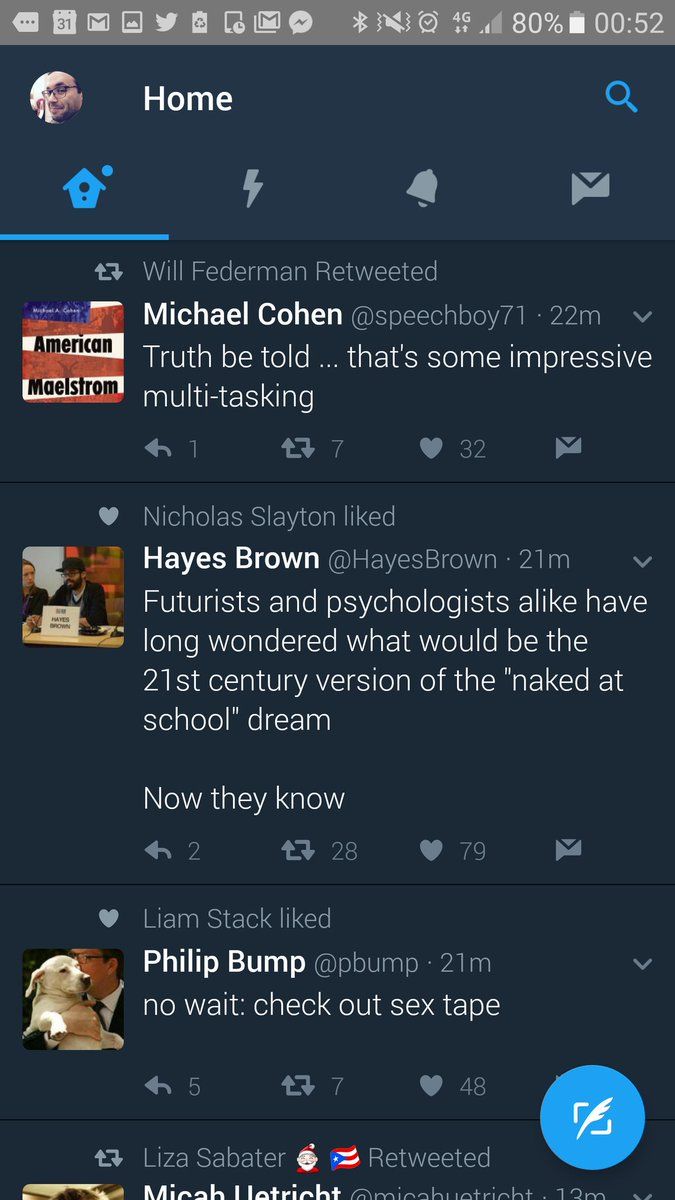 31 4G 80% 00:52
Home
Will Federman Retweeted
Michael A. Cohen
American
Maelstrom
Michael Cohen @speechboy71 · 22m
Truth be told ... that's some impressive
multi-tasking
1 7 32
Nicholas Slayton liked
HAYES
BROWN
Hayes Brown @HayesBrown · 21m
Futurists and psychologists alike have
long wondered what would be the
21st century version of the "naked at
school" dream
Now they know
2 28 79
Liam Stack liked
Philip Bump @pbump · 21m
no wait: check out sex tape
5 7 48
Liza Sabater 🎅🇵🇷 Retweeted
Micah Uetricht @micahuetricht · 13m